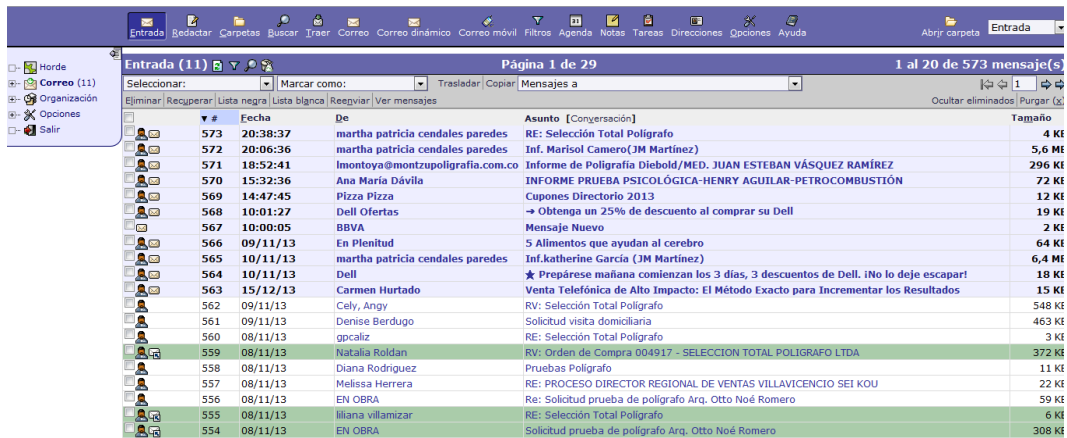 Entrada Redactar Carpetas Buscar Traer Correo Correo dinámico Correo móvil Filtros Agenda Notas Tareas Direcciones Opciones Ayuda Abrir carpeta Entrada
Horde
Correo (11)
Organización
Opciones
Salir
Entrada (11) Página 1 de 29 1 al 20 de 573 mensaje(s)
Seleccionar: Marcar como: Trasladar Copiar Mensajes a 1
Eliminar Recuperar Lista negra Lista blanca Reenviar Ver mensajes Ocultar eliminados Purgar (x)
▼ # Fecha De Asunto [Conversación] Tamaño
573 20:38:37 martha patricia cendales paredes RE: Selección Total Polígrafo 4 KB
572 20:06:36 martha patricia cendales paredes Inf. Marisol Camero(JM Martínez) 5,6 MB
571 18:52:41 lmontoya@montzupoligrafia.com.co Informe de Poligrafía Diebold/MED. JUAN ESTEBAN VÁSQUEZ RAMÍREZ 296 KB
570 15:32:36 Ana María Dávila INFORME PRUEBA PSICOLÓGICA-HENRY AGUILAR-PETROCOMBUSTIÓN 72 KB
569 14:47:45 Pizza Pizza Cupones Directorio 2013 12 KB
568 10:01:27 Dell Ofertas → Obtenga un 25% de descuento al comprar su Dell 19 KB
567 10:00:05 BBVA Mensaje Nuevo 2 KB
566 09/11/13 En Plenitud 5 Alimentos que ayudan al cerebro 64 KB
565 10/11/13 martha patricia cendales paredes Inf.katherine García (JM Martínez) 6,4 MB
564 10/11/13 Dell ★ Prepárese mañana comienzan los 3 días, 3 descuentos de Dell. ¡No lo deje escapar! 18 KB
563 15/12/13 Carmen Hurtado Venta Telefónica de Alto Impacto: El Método Exacto para Incrementar los Resultados 15 KB
562 09/11/13 Cely, Angy RV: Selección Total Polígrafo 548 KB
561 09/11/13 Denise Berdugo Solicitud visita domiciliaria 463 KB
560 08/11/13 gpcaliz RE: Selección Total Polígrafo 3 KB
559 08/11/13 Natalia Roldan RV: Orden de Compra 004917 - SELECCION TOTAL POLIGRAFO LTDA 372 KB
558 08/11/13 Diana Rodriguez Pruebas Polígrafo 11 KB
557 08/11/13 Melissa Herrera RE: PROCESO DIRECTOR REGIONAL DE VENTAS VILLAVICENCIO SEI KOU 22 KB
556 08/11/13 EN OBRA Re: Solicitud prueba de polígrafo Arq. Otto Noé Romero 59 KB
555 08/11/13 liliana villamizar RE: Selección Total Polígrafo 6 KB
554 08/11/13 EN OBRA Solicitud prueba de polígrafo Arq. Otto Noé Romero 308 KB